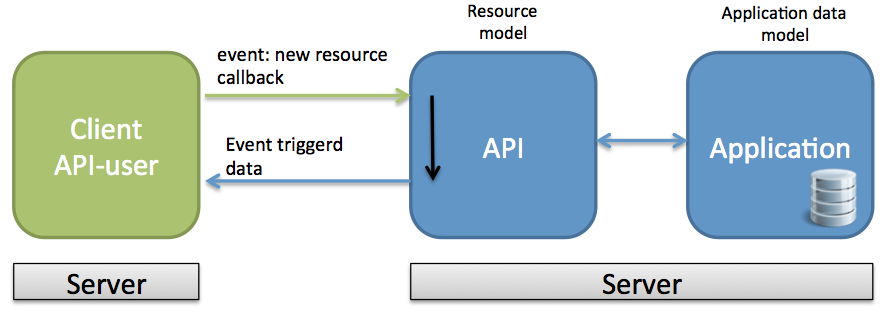 Resource
model
Application data
model
event: new resource
callback
Client
API-user
Event triggerd
data
API
Application
Server
Server